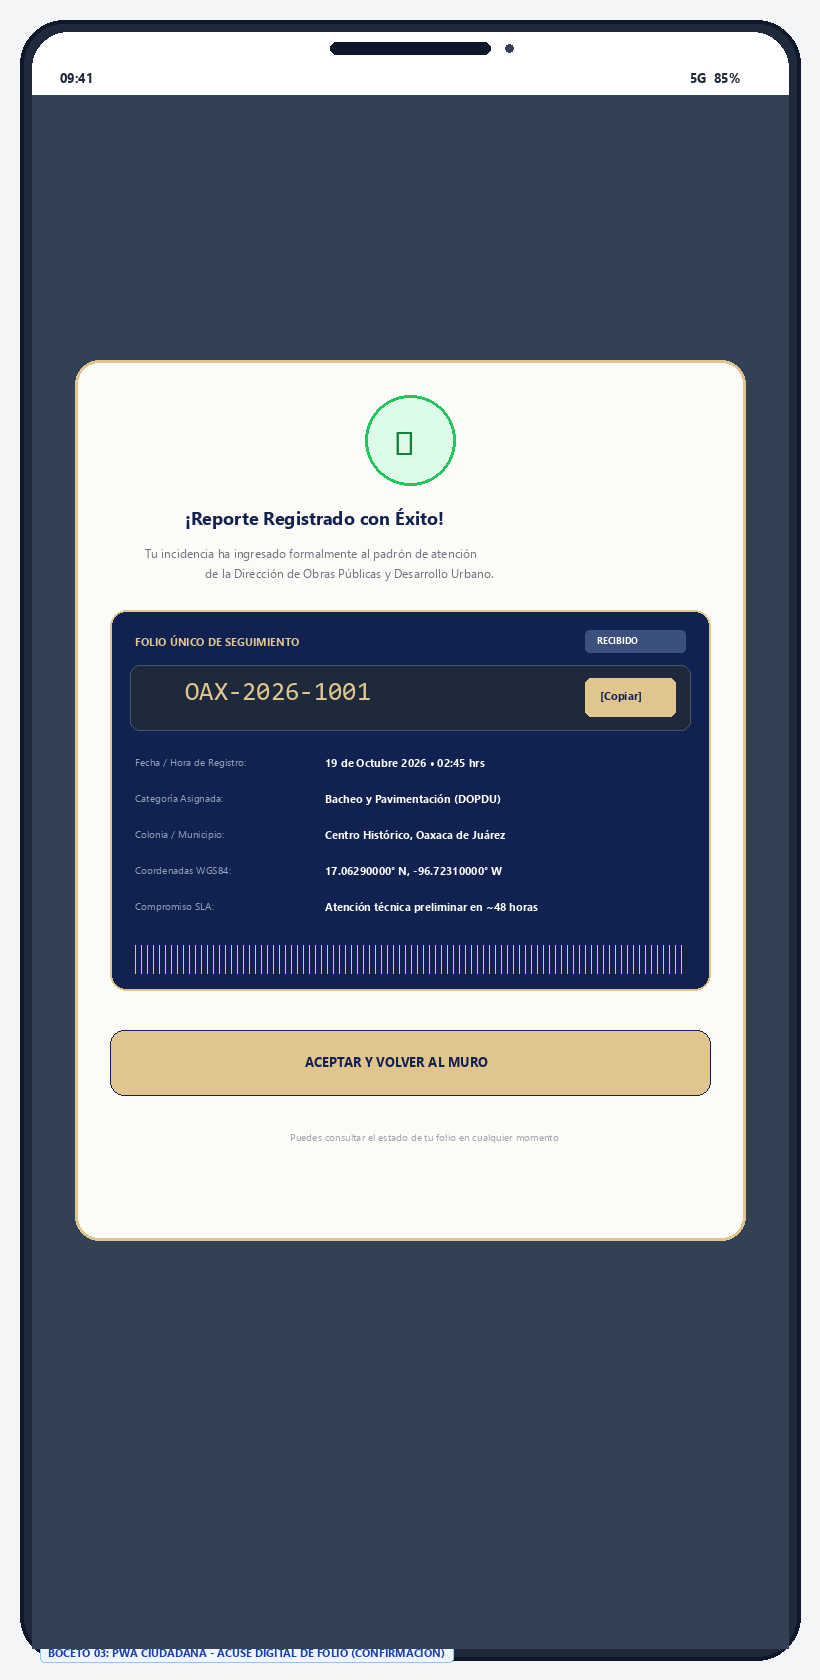 09:41
5G 85%
¡Reporte Registrado con Éxito!
Tu incidencia ha ingresado formalmente al padrón de atención
de la Dirección de Obras Públicas y Desarrollo Urbano.
FOLIO ÚNICO DE SEGUIMIENTO
RECIBIDO
OAX-2026-1001
[Copiar]
Fecha / Hora de Registro: 19 de Octubre 2026 • 02:45 hrs
Categoría Asignada: Bacheo y Pavimentación (DOPDU)
Colonia / Municipio: Centro Histórico, Oaxaca de Juárez
Coordenadas WGS84: 17.06290000° N, -96.72310000° W
Compromiso SLA: Atención técnica preliminar en ~48 horas
ACEPTAR Y VOLVER AL MURO
Puedes consultar el estado de tu folio en cualquier momento
BOCETO 03: PWA CIUDADANA - ACUSE DIGITAL DE FOLIO (CONFIRMACIÓN)